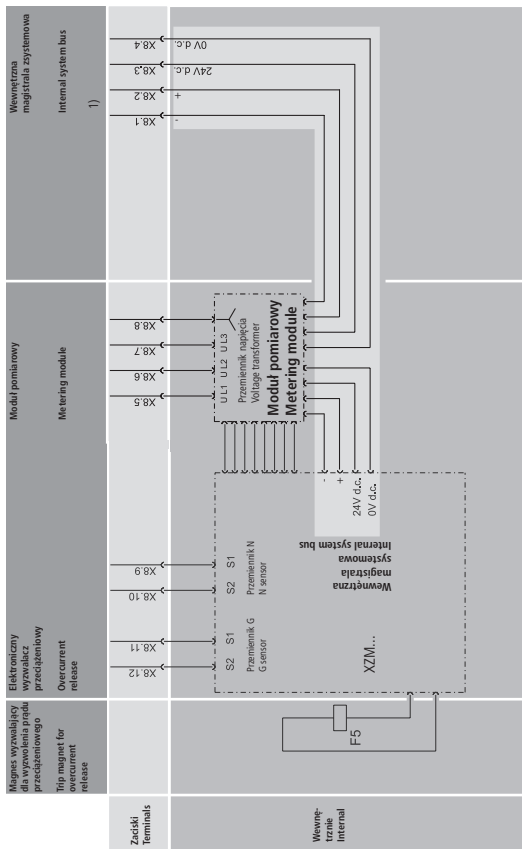 Magnes wyzwalający
dla wyzwolenia prądu
przeciążeniowego
Trip magnet for
overcurrent
release
Elektroniczny
wyzwalacz
przeciążeniowy
Overcurrent
release
Moduł pomiarowy
Metering module
Wewnętrzna
magistrala zsystemowa
Internal system bus
1)
Zaciski
Terminals
X8.12
X8.11
X8.10
X8.9
X8.5
X8.6
X8.7
X8.8
X8.1
X8.2
X8.3
X8.4
-
+
24V d.c.
0V d.c.
Wewnę-
trznie
Internal
F5
S2
S1
Przemiennik G
G sensor
S2
S1
Przemiennik N
N sensor
XZM...
Wewnętrzna
magistrala
systemowa
Internal system bus
-
+
24V d.c.
0V d.c.
U L1 U L2 U L3
Przemiennik napięcia
Voltage transformer
Moduł pomiarowy
Metering module